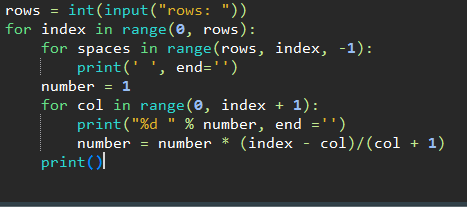 rows = int(input("rows: "))
for index in range(0, rows):
    for spaces in range(rows, index, -1):
        print(' ', end='')
    number = 1
    for col in range(0, index + 1):
        print("%d " % number, end ='')
        number = number * (index - col)/(col + 1)
    print()